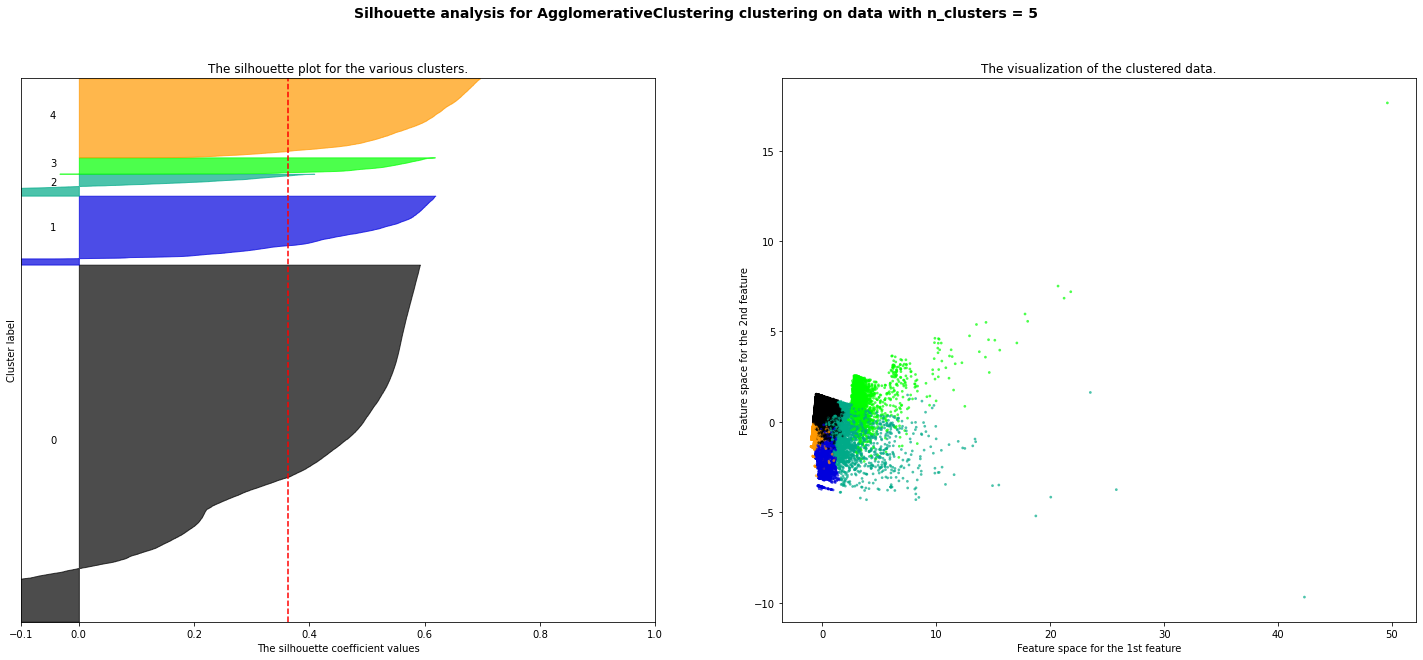 Silhouette analysis for AgglomerativeClustering clustering on data with n_clusters = 5
The silhouette plot for the various clusters.
4
3
2
1
0
Cluster label
−0.1 0.0 0.2 0.4 0.6 0.8 1.0
The silhouette coefficient values
The visualization of the clustered data.
15
10
5
0
−5
−10
Feature space for the 2nd feature
0 10 20 30 40 50
Feature space for the 1st feature